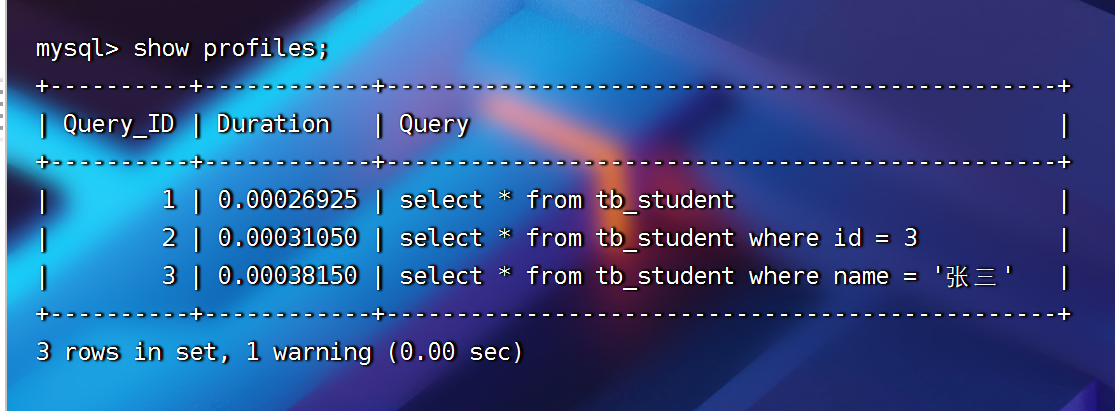 mysql> show profiles;
+----------+------------+------------------------------------------------+
| Query_ID | Duration   | Query                                          |
+----------+------------+------------------------------------------------+
|        1 | 0.00026925 | select * from tb_student                       |
|        2 | 0.00031050 | select * from tb_student where id = 3          |
|        3 | 0.00038150 | select * from tb_student where name = '张三'   |
+----------+------------+------------------------------------------------+
3 rows in set, 1 warning (0.00 sec)